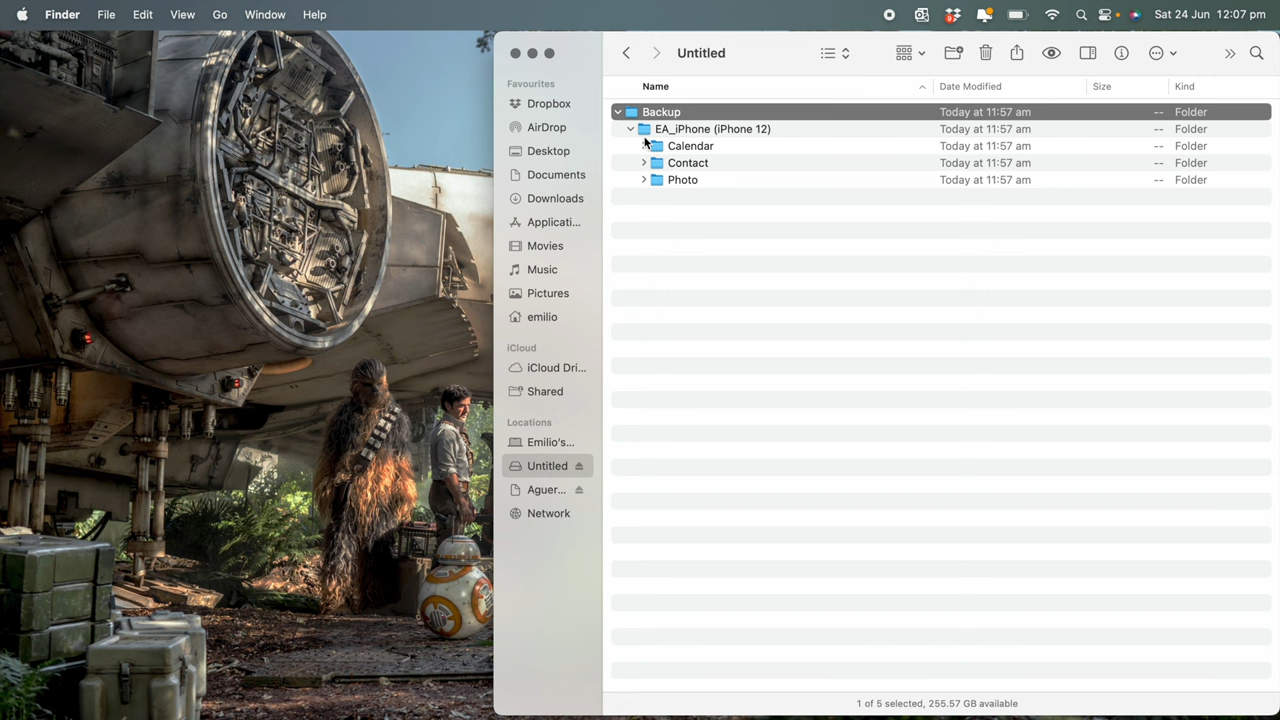 Finder File Edit View Go Window Help 9 Sat 24 Jun 12:07 pm
Untitled
Favourites
Dropbox
AirDrop
Desktop
Documents
Downloads
Applicati...
Movies
Music
Pictures
emilio
iCloud
iCloud Dri...
Shared
Locations
Emilio's...
Untitled
Aguer...
Network
Name Date Modified Size Kind
Backup Today at 11:57 am -- Folder
EA_iPhone (iPhone 12) Today at 11:57 am -- Folder
Calendar Today at 11:57 am -- Folder
Contact Today at 11:57 am -- Folder
Photo Today at 11:57 am -- Folder
1 of 5 selected, 255.57 GB available